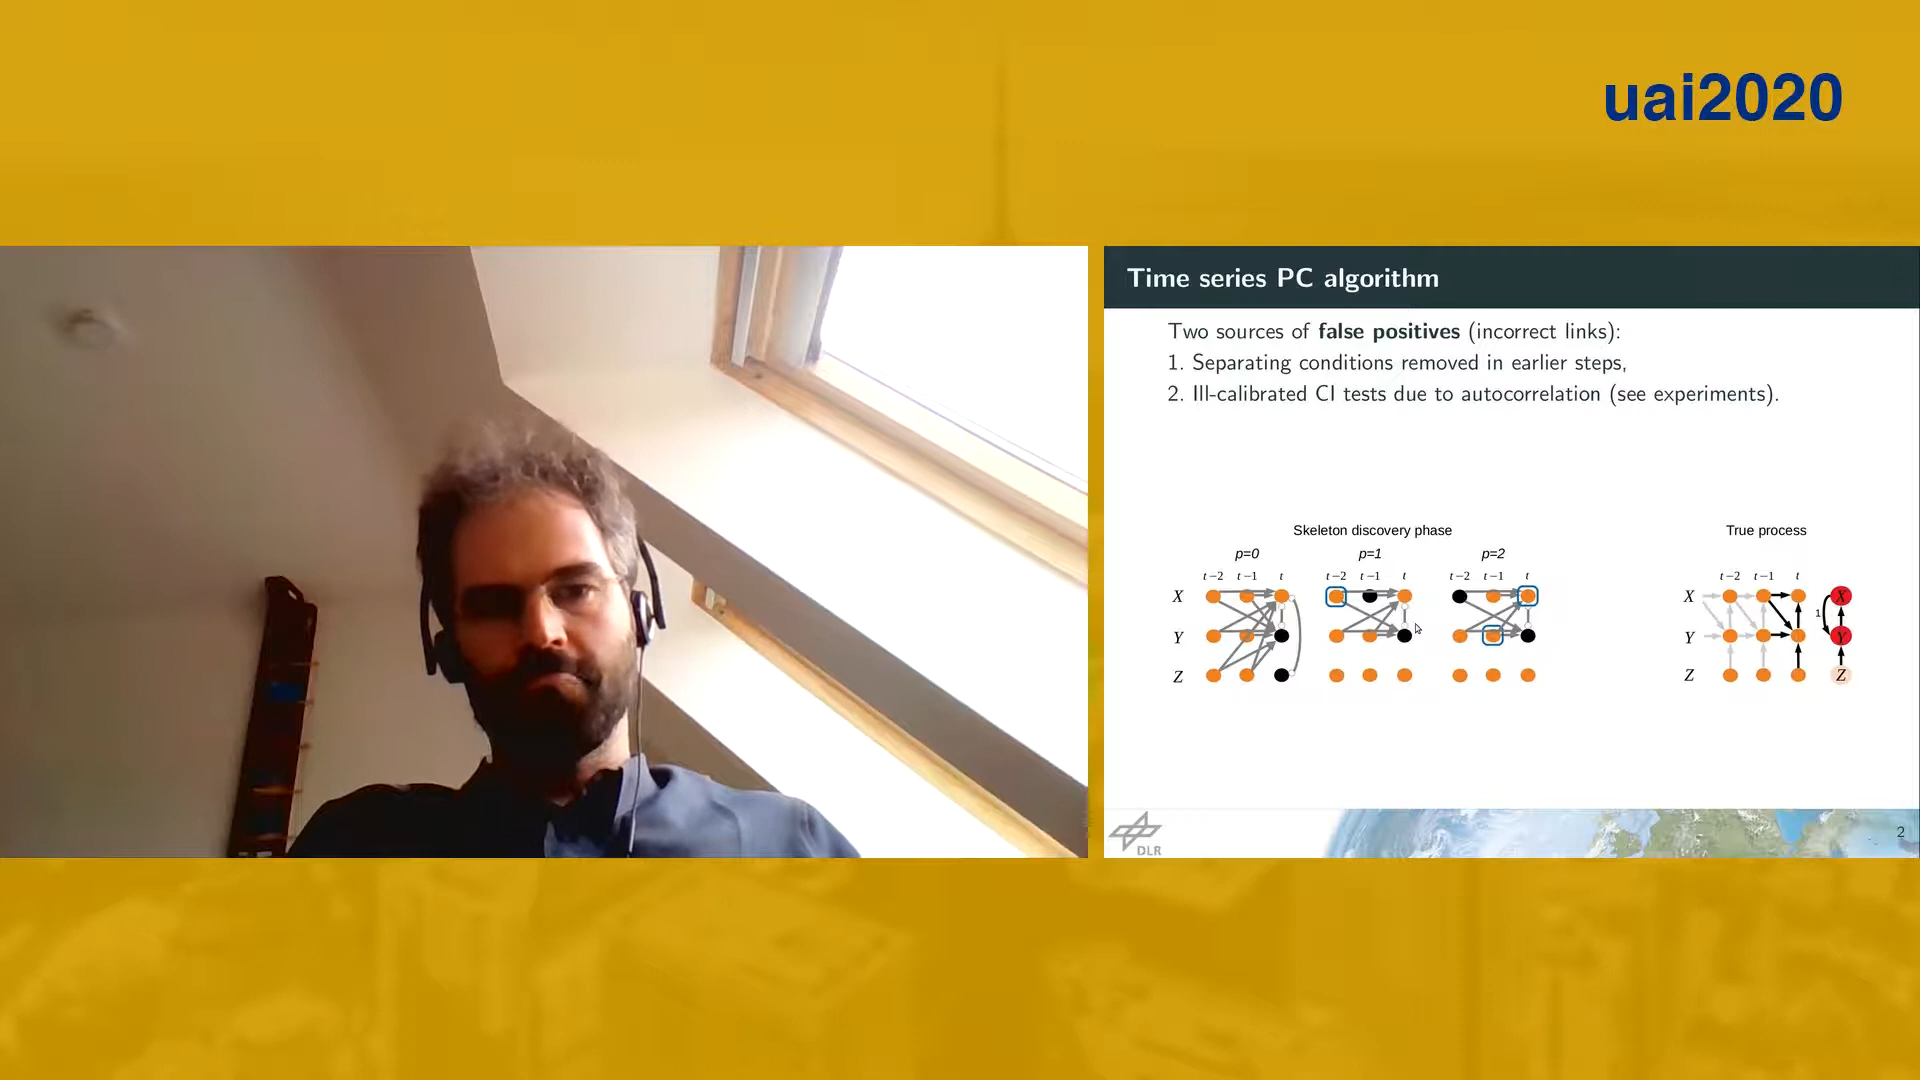 uai2020
Time series PC algorithm
Two sources of false positives (incorrect links):
1. Separating conditions removed in earlier steps,
2. Ill-calibrated CI tests due to autocorrelation (see experiments).
Skeleton discovery phase
True process
p=0
p=1
p=2
t−2 t−1 t
t−2 t−1 t
t−2 t−1 t
t−2 t−1 t
X
X
X
Y
Y
Y
1
Z
Z
Z
DLR
2